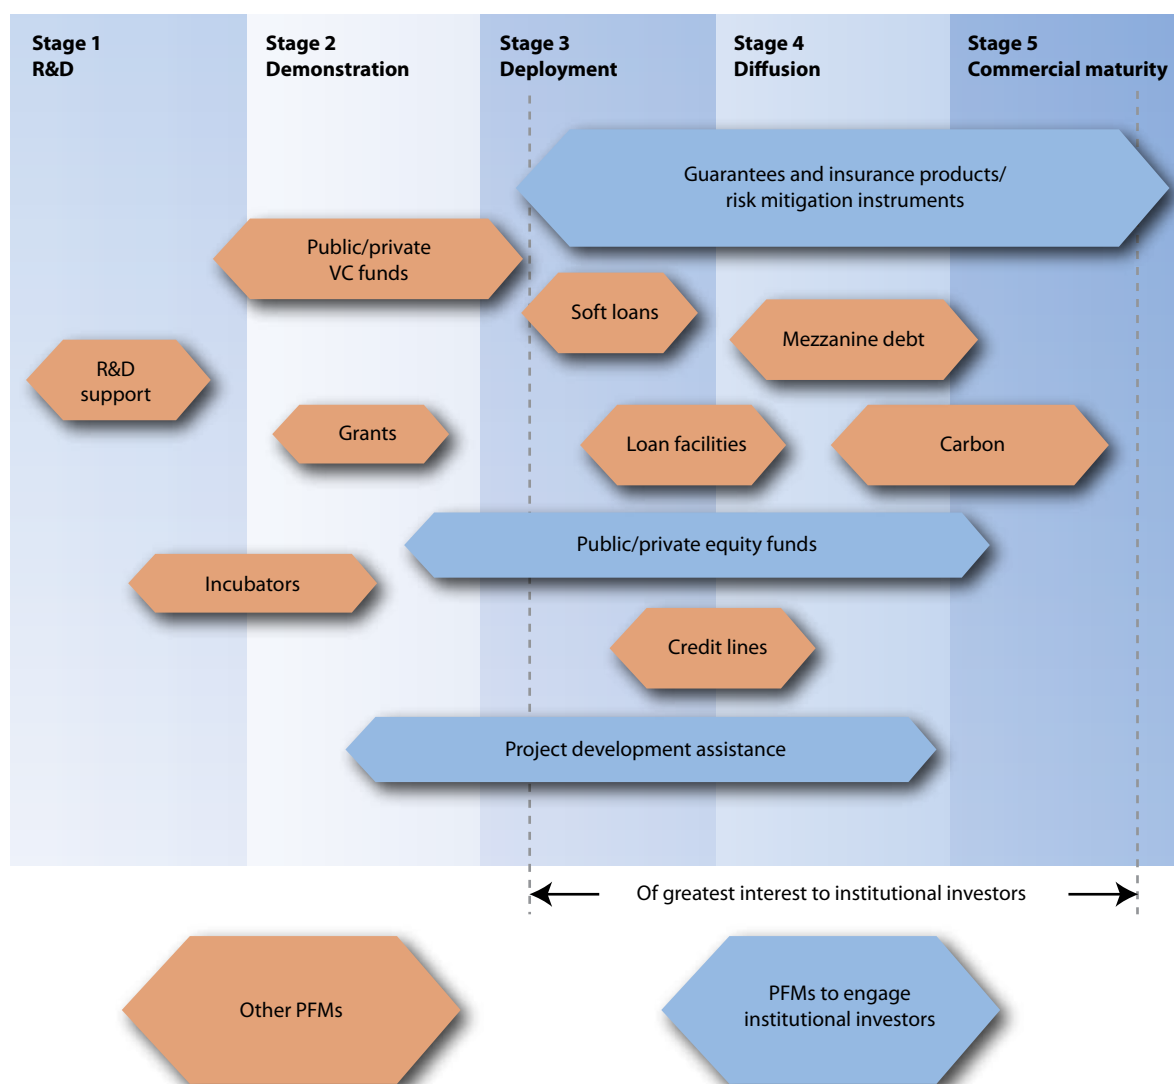 Stage 1
R&D
Stage 2
Demonstration
Stage 3
Deployment
Stage 4
Diffusion
Stage 5
Commercial maturity
Guarantees and insurance products/
risk mitigation instruments
Public/private
VC funds
Soft loans
Mezzanine debt
R&D
support
Grants
Loan facilities
Carbon
Public/private equity funds
Incubators
Credit lines
Project development assistance
Of greatest interest to institutional investors
Other PFMs
PFMs to engage
institutional investors